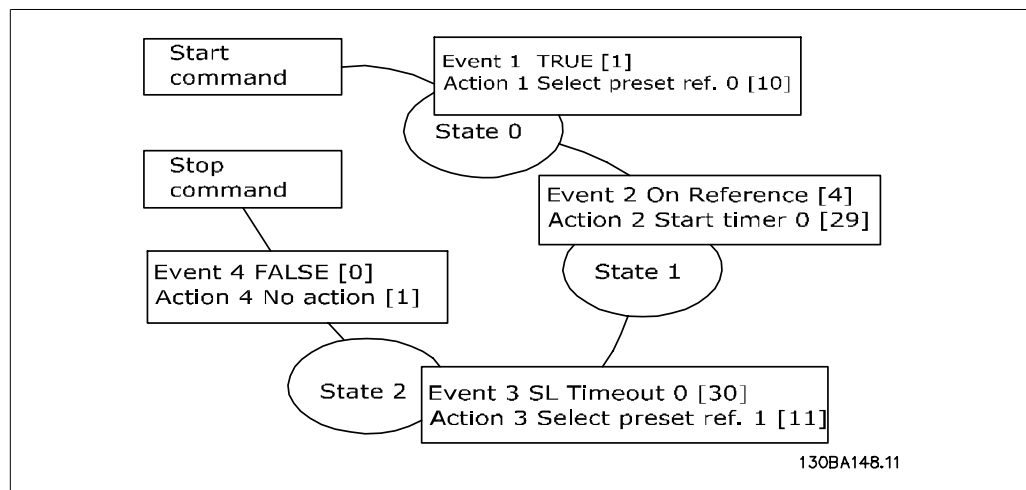 Start
command
Event 1 TRUE [1]
Action 1 Select preset ref. 0 [10]
State 0
Stop
command
Event 2 On Reference [4]
Action 2 Start timer 0 [29]
State 1
Event 4 FALSE [0]
Action 4 No action [1]
State 2
Event 3 SL Timeout 0 [30]
Action 3 Select preset ref. 1 [11]
130BA148.11